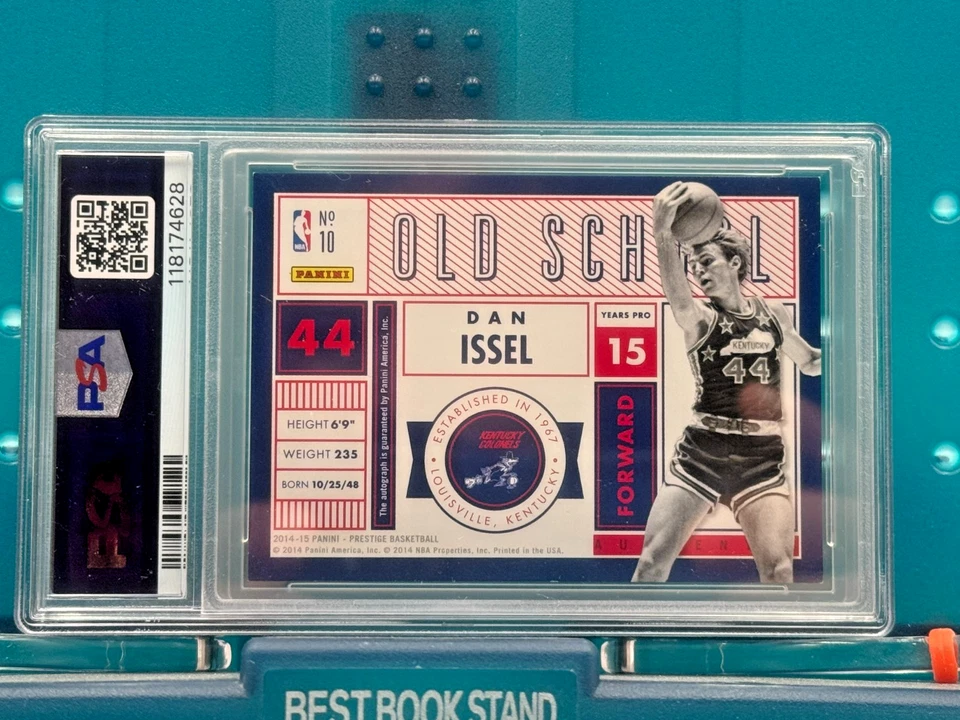 118174628
PSA
NBA
Nº
10
PANINI
OLD SCH L
44
The autograph is guaranteed by Panini America, Inc.
DAN
ISSEL
YEARS PRO
15
KENTUCKY
44
HEIGHT 6'9"
WEIGHT 235
BORN 10/25/48
ESTABLISHED IN 1967
KENTUCKY
COLONELS
• LOUISVILLE, KENTUCKY •
FORWARD
2014-15 PANINI - PRESTIGE BASKETBALL
© 2014 Panini America, Inc. © 2014 NBA Properties, Inc. Printed in the USA.
BEST BOOK STAND